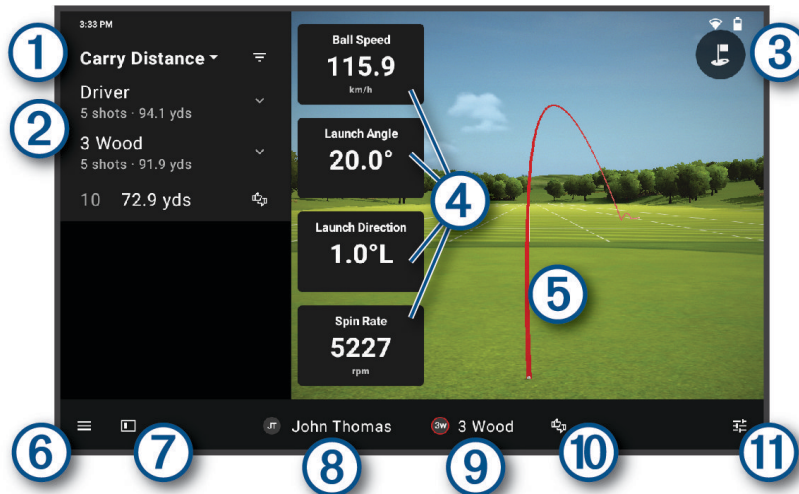 3:33 PM
Carry Distance
Driver
5 shots · 94.1 yds
3 Wood
5 shots · 91.9 yds
10 72.9 yds
Ball Speed
115.9
km/h
Launch Angle
20.0°
Launch Direction
1.0°L
Spin Rate
5227
rpm
JT John Thomas
3w 3 Wood
1
2
3
4
5
6
7
8
9
10
11